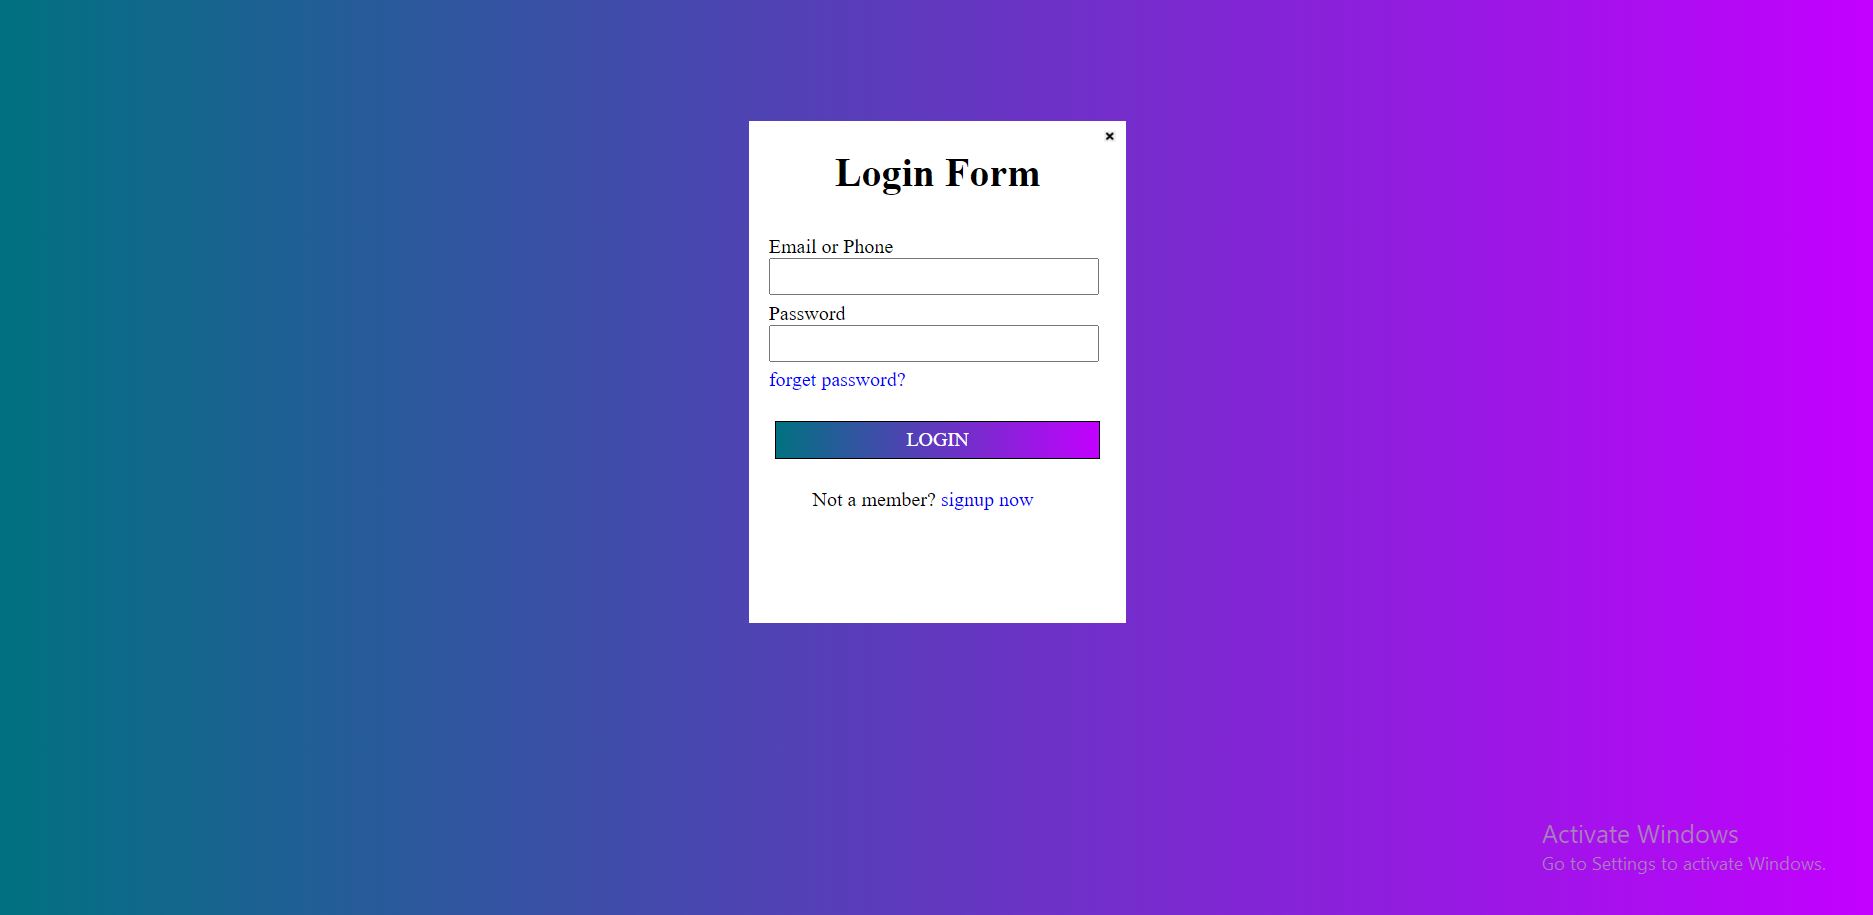 Login Form
Email or Phone
Password
forget password?
LOGIN
Not a member? signup now
Activate Windows
Go to Settings to activate Windows.